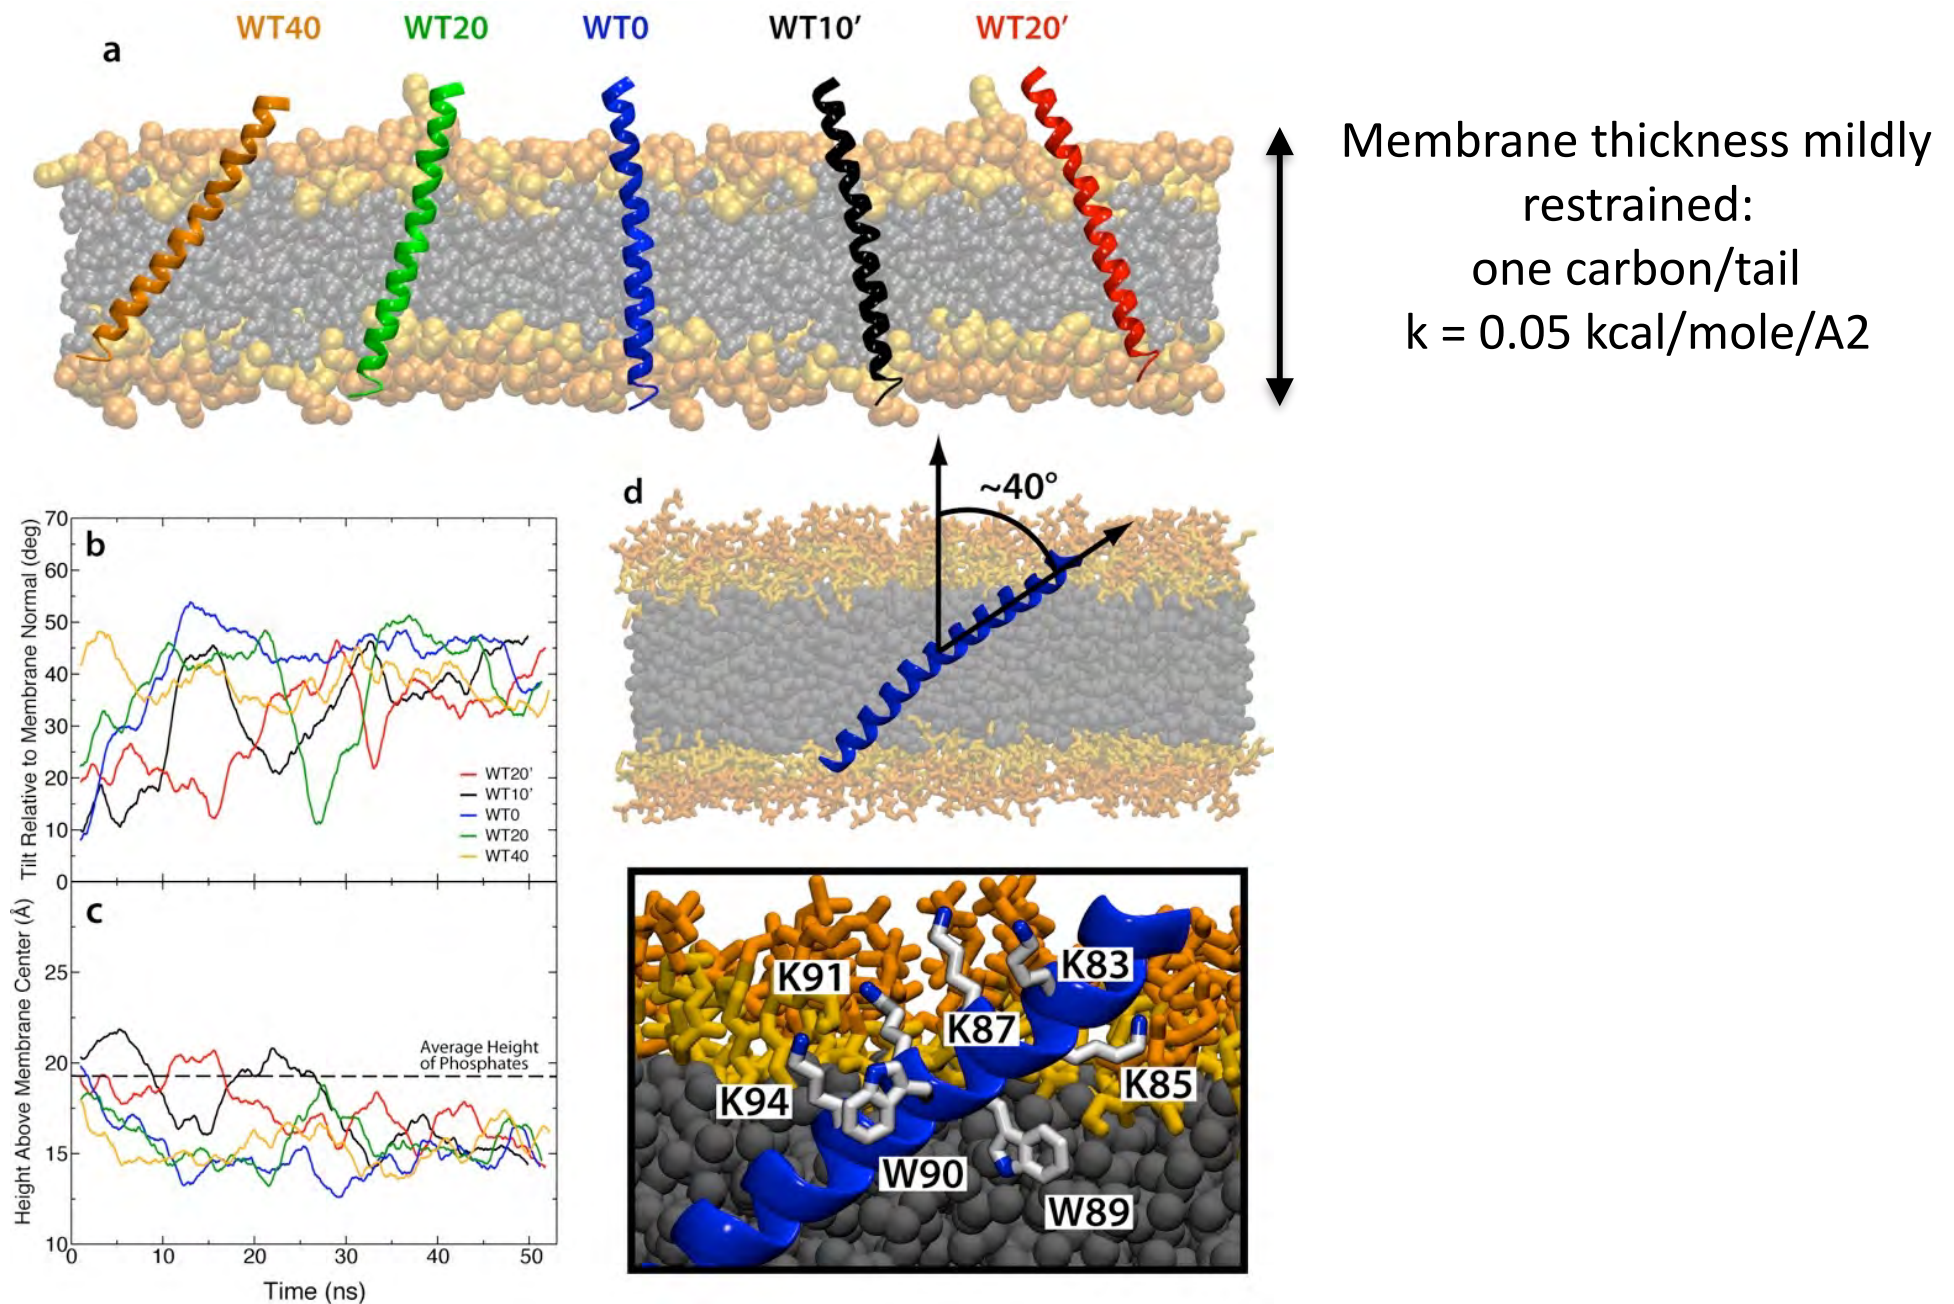 WT40 WT20 WT0 WT10’ WT20’
a
Membrane thickness mildly
restrained:
one carbon/tail
k = 0.05 kcal/mole/A2
b
Tilt Relative to Membrane Normal (deg)
70
60
50
40
30
20
10
0
WT20'
WT10'
WT0
WT20
WT40
c
Height Above Membrane Center (Å)
25
20
15
10
Average Height
of Phosphates
0 10 20 30 40 50
Time (ns)
d
~40°
K91
K83
K87
K94
K85
W90
W89